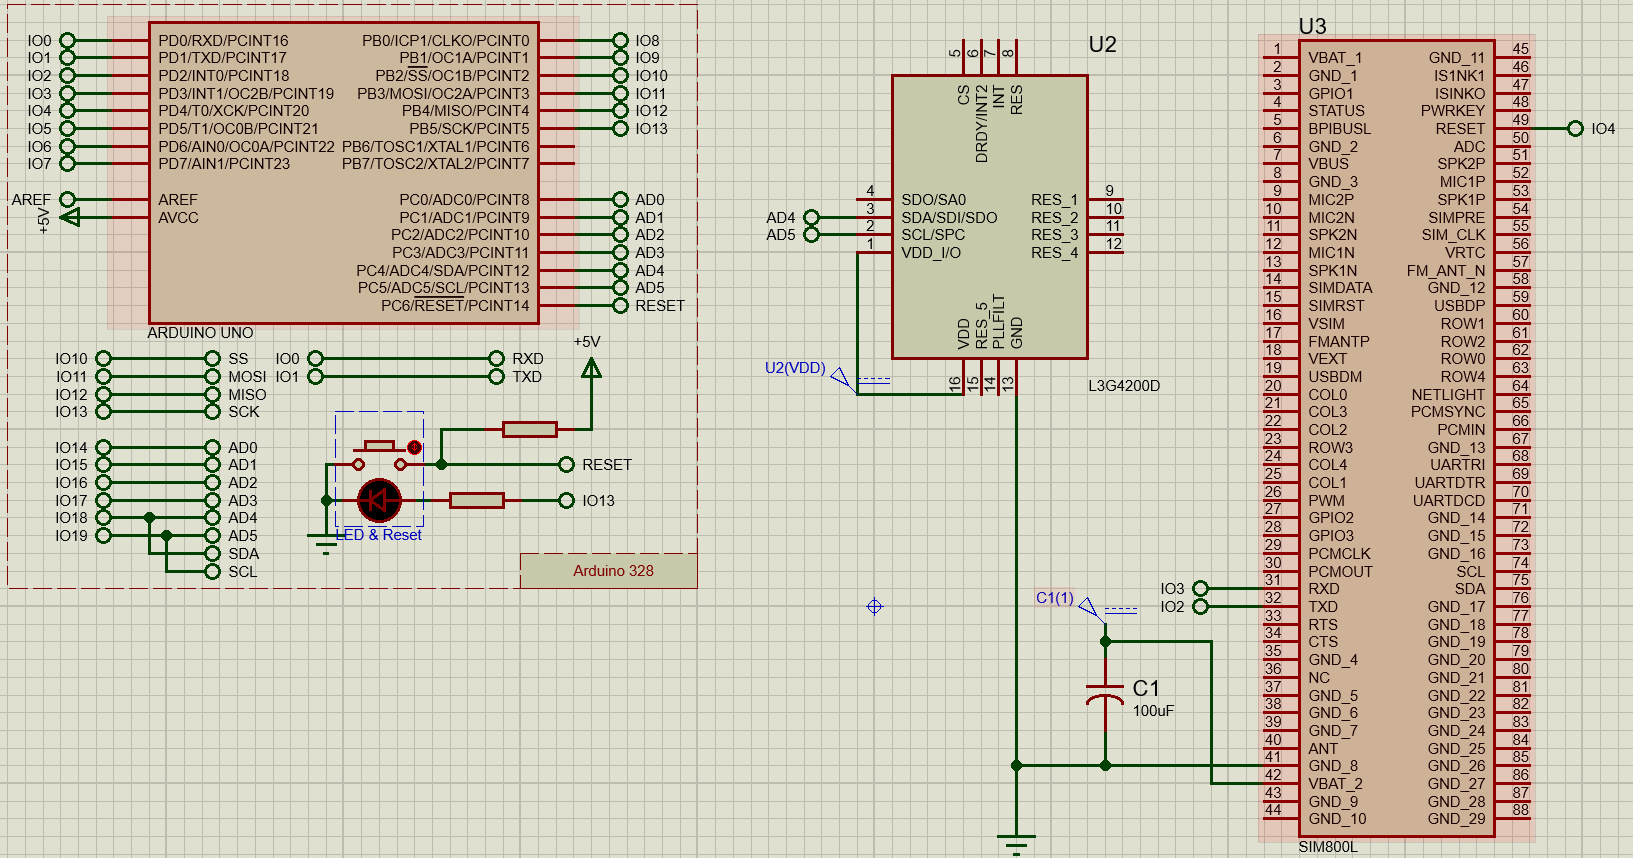 IO0 PD0/RXD/PCINT16 PB0/ICP1/CLKO/PCINT0 IO8
IO1 PD1/TXD/PCINT17 PB1/OC1A/PCINT1 IO9
IO2 PD2/INT0/PCINT18 PB2/SS/OC1B/PCINT2 IO10
IO3 PD3/INT1/OC2B/PCINT19 PB3/MOSI/OC2A/PCINT3 IO11
IO4 PD4/T0/XCK/PCINT20 PB4/MISO/PCINT4 IO12
IO5 PD5/T1/OC0B/PCINT21 PB5/SCK/PCINT5 IO13
IO6 PD6/AIN0/OC0A/PCINT22 PB6/TOSC1/XTAL1/PCINT6
IO7 PD7/AIN1/PCINT23 PB7/TOSC2/XTAL2/PCINT7
AREF AREF PC0/ADC0/PCINT8 AD0
+5V AVCC PC1/ADC1/PCINT9 AD1
PC2/ADC2/PCINT10 AD2
PC3/ADC3/PCINT11 AD3
PC4/ADC4/SDA/PCINT12 AD4
PC5/ADC5/SCL/PCINT13 AD5
PC6/RESET/PCINT14 RESET
ARDUINO UNO
IO10 SS
IO11 MOSI
IO12 MISO
IO13 SCK
IO0 RXD
IO1 TXD
+5V
IO14 AD0
IO15 AD1
IO16 AD2
IO17 AD3
IO18 AD4
IO19 AD5
SDA
SCL
RESET
IO13
LED & Reset
Arduino 328
U2
5 6 7 8
CS DRDY/INT2 INT RES
4 SDO/SA0 RES_1 9
AD4 3 SDA/SDI/SDO RES_2 10
AD5 2 SCL/SPC RES_3 11
1 VDD_I/O RES_4 12
VDD RES_5 PLLFILT GND
16 15 14 13
U2(VDD)
L3G4200D
C1(1)
C1
100uF
U3
1 VBAT_1 GND_11 45
2 GND_1 IS1NK1 46
3 GPIO1 ISINKO 47
4 STATUS PWRKEY 48
5 BPIBUSL RESET 49 IO4
6 GND_2 ADC 50
7 VBUS SPK2P 51
8 GND_3 MIC1P 52
9 MIC2P SPK1P 53
10 MIC2N SIMPRE 54
11 SPK2N SIM_CLK 55
12 MIC1N VRTC 56
13 SPK1N FM_ANT_N 57
14 SIMDATA GND_12 58
15 SIMRST USBDP 59
16 VSIM ROW1 60
17 FMANTP ROW2 61
18 VEXT ROW0 62
19 USBDM ROW4 63
20 COL0 NETLIGHT 64
21 COL3 PCMSYNC 65
22 COL2 PCMIN 66
23 ROW3 GND_13 67
24 COL4 UARTRI 68
25 COL1 UARTDTR 69
26 PWM UARTDCD 70
27 GPIO2 GND_14 71
28 GPIO3 GND_15 72
29 PCMCLK GND_16 73
30 PCMOUT SCL 74
IO3 31 RXD SDA 75
IO2 32 TXD GND_17 76
33 RTS GND_18 77
34 CTS GND_19 78
35 GND_4 GND_20 79
36 NC GND_21 80
37 GND_5 GND_22 81
38 GND_6 GND_23 82
39 GND_7 GND_24 83
40 ANT GND_25 84
41 GND_8 GND_26 85
42 VBAT_2 GND_27 86
43 GND_9 GND_28 87
44 GND_10 GND_29 88
SIM800L